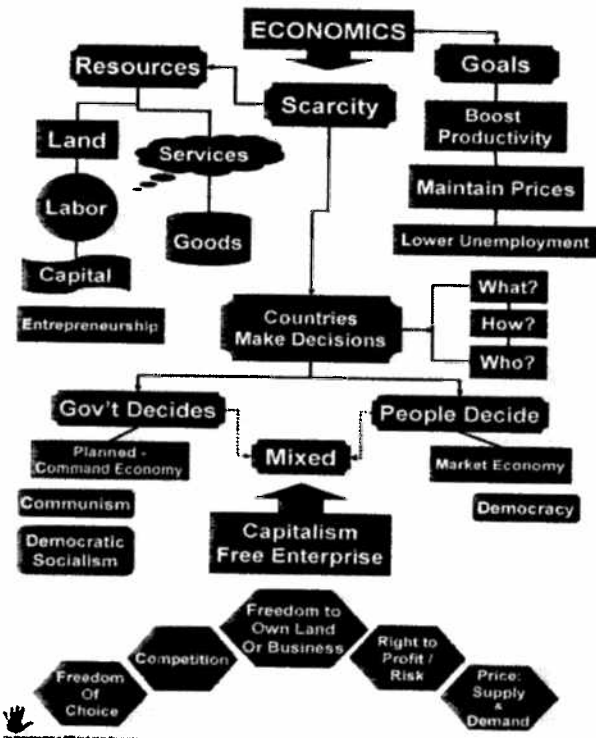 ECONOMICS
Resources
Goals
Scarcity
Land
Services
Labor
Goods
Capital
Entrepreneurship
Boost
Productivity
Maintain Prices
Lower Unemployment
Countries
Make Decisions
What?
How?
Who?
Gov't Decides
People Decide
Mixed
Planned -
Command Economy
Market Economy
Communism
Democracy
Democratic
Socialism
Capitalism
Free Enterprise
Freedom
Of
Choice
Competition
Freedom to
Own Land
Or Business
Right to
Profit /
Risk
Price:
Supply
&
Demand